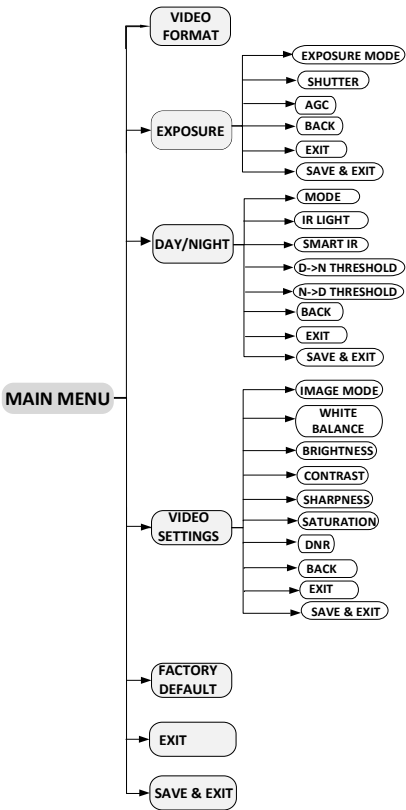 MAIN MENU
VIDEO
FORMAT
EXPOSURE
EXPOSURE MODE
SHUTTER
AGC
BACK
EXIT
SAVE & EXIT
DAY/NIGHT
MODE
IR LIGHT
SMART IR
D->N THRESHOLD
N->D THRESHOLD
BACK
EXIT
SAVE & EXIT
VIDEO
SETTINGS
IMAGE MODE
WHITE
BALANCE
BRIGHTNESS
CONTRAST
SHARPNESS
SATURATION
DNR
BACK
EXIT
SAVE & EXIT
FACTORY
DEFAULT
EXIT
SAVE & EXIT